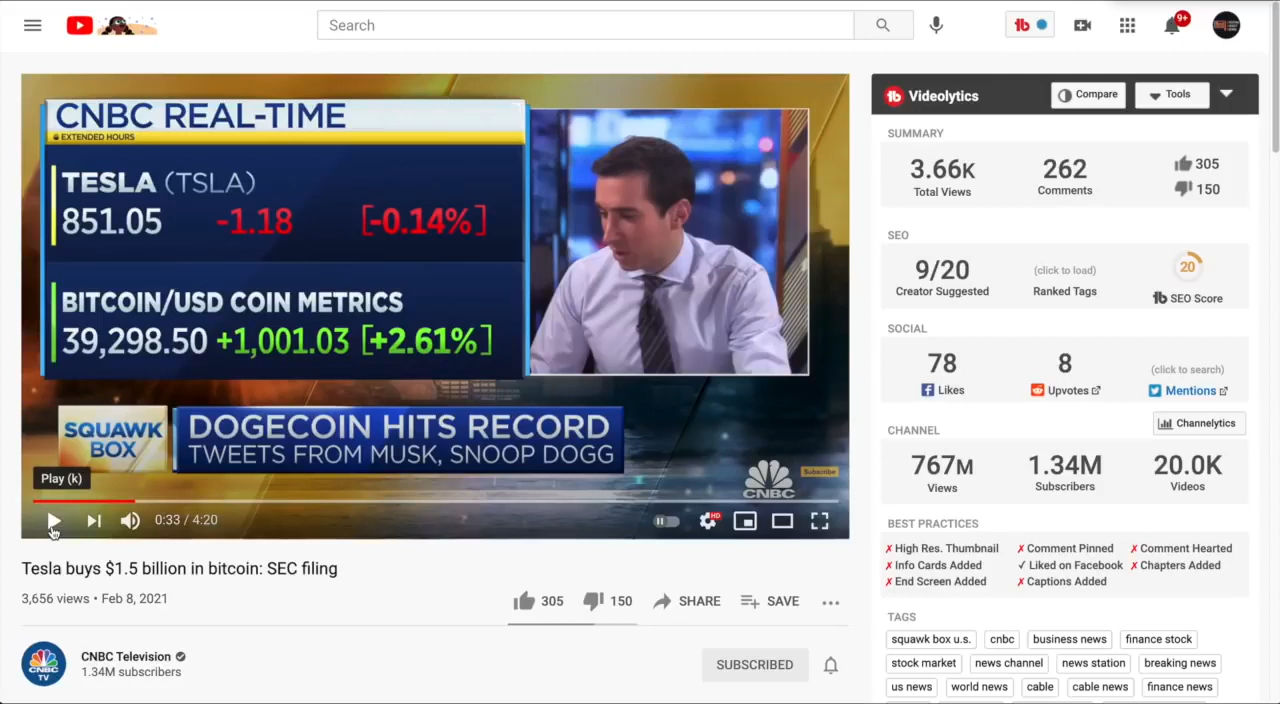 Search
9+
CNBC REAL-TIME
EXTENDED HOURS
TESLA (TSLA)
851.05 -1.18 [-0.14%]
BITCOIN/USD COIN METRICS
39,298.50 +1,001.03 [+2.61%]
SQUAWK BOX
DOGECOIN HITS RECORD
TWEETS FROM MUSK, SNOOP DOGG
CNBC
Subscribe
Play (k)
0:33 / 4:20
HD
Tesla buys $1.5 billion in bitcoin: SEC filing
3,656 views • Feb 8, 2021
305 150 SHARE SAVE
CNBC Television
1.34M subscribers
CNBC TV
SUBSCRIBED
Videolytics Compare Tools
SUMMARY
3.66K 262 305
Total Views Comments 150
SEO
9/20 (click to load) 20
Creator Suggested Ranked Tags SEO Score
SOCIAL
78 8 (click to search)
Likes Upvotes Mentions
CHANNEL Channelytics
767M 1.34M 20.0K
Views Subscribers Videos
BEST PRACTICES
✗ High Res. Thumbnail ✗ Comment Pinned ✗ Comment Hearted
✗ Info Cards Added ✓ Liked on Facebook ✗ Chapters Added
✗ End Screen Added ✗ Captions Added
TAGS
squawk box u.s. cnbc business news finance stock
stock market news channel news station breaking news
us news world news cable cable news finance news